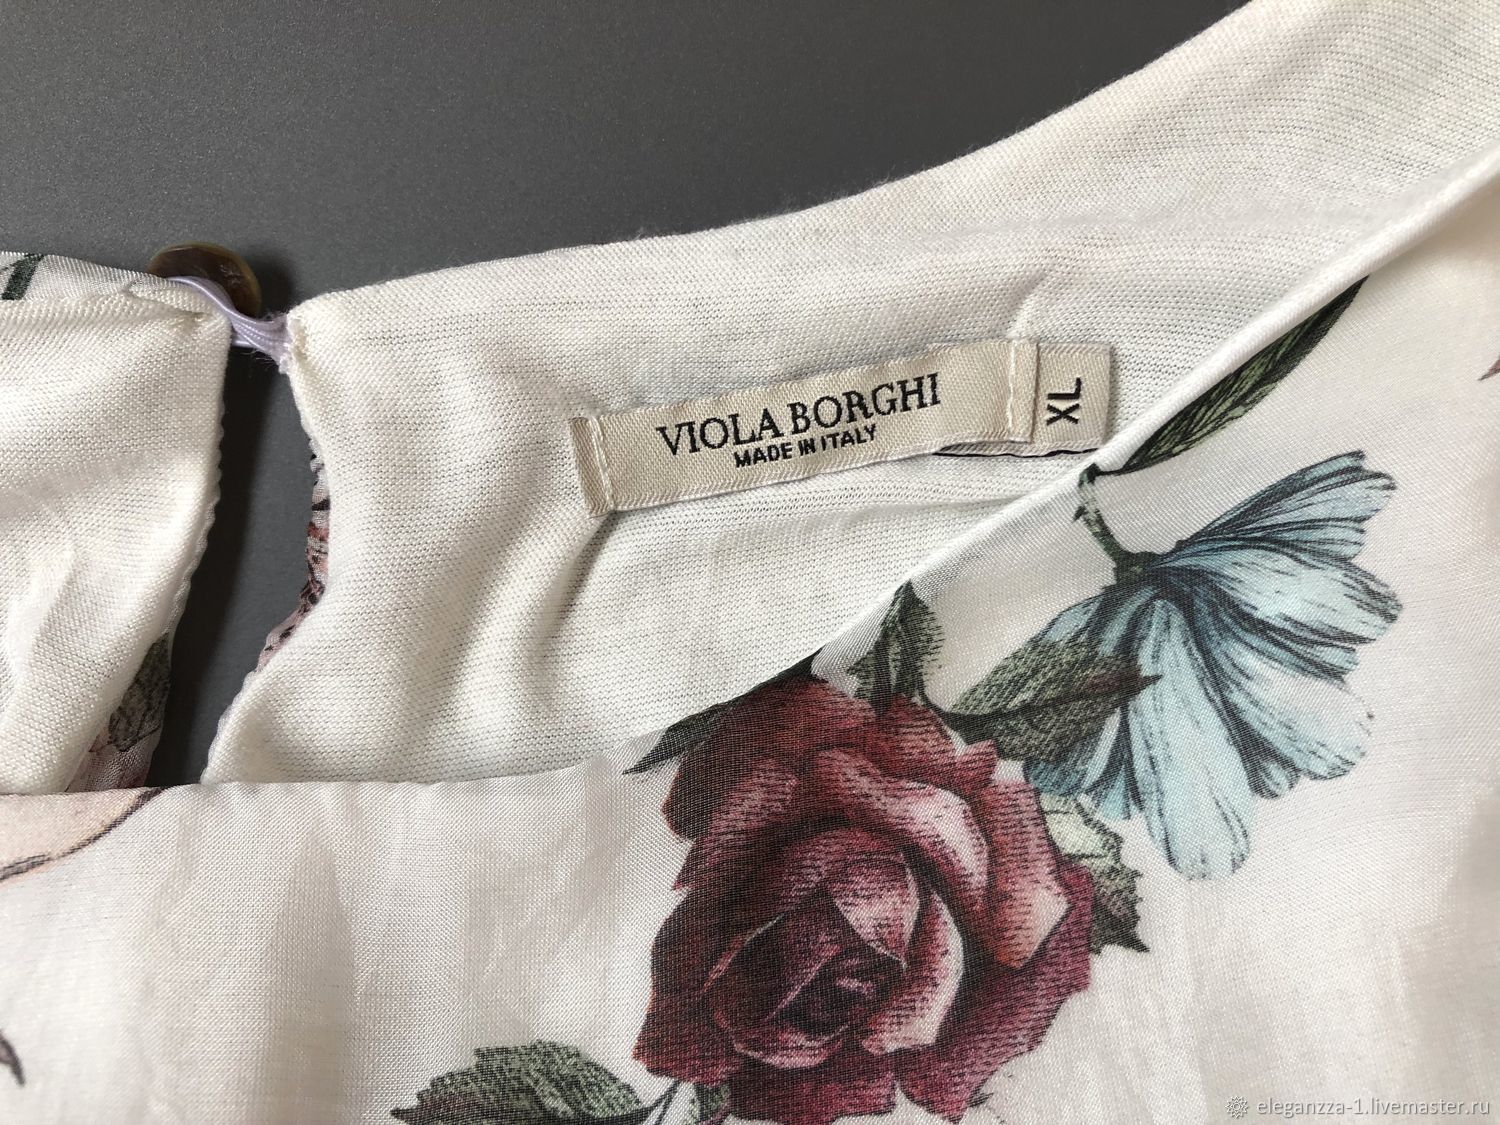 VIOLA BORGHI
MADE IN ITALY
XL
eleganzza-1.livemaster.ru